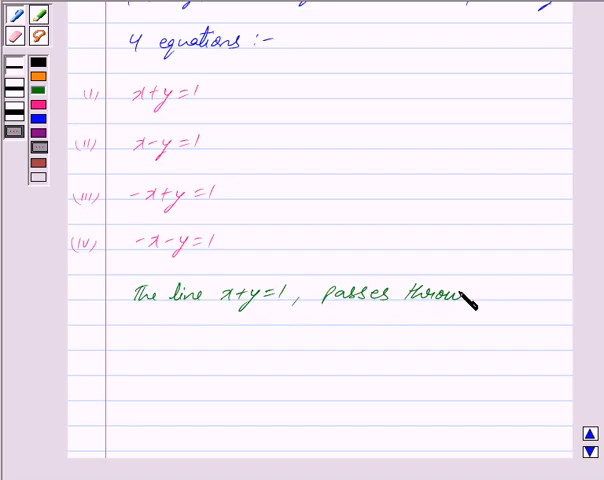 4 equations :-
(I) x+y=1
(II) x-y=1
(III) -x+y=1
(IV) -x-y=1
The line x+y=1, passes throu